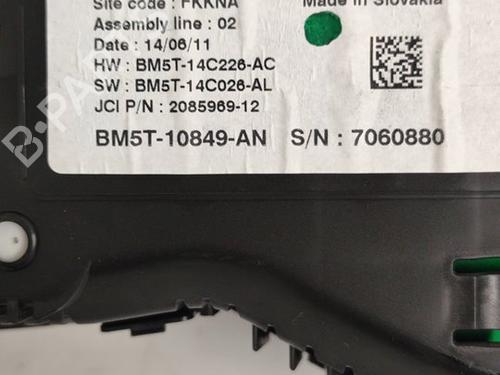 Site code : FKKNA
Made in Slovakia
Assembly line : 02
Date : 14/06/11
HW : BM5T-14C226-AC
SW : BM5T-14C026-AL
JCI P/N : 2085969-12
BM5T-10849-AN S/N : 7060880
B-PARTS